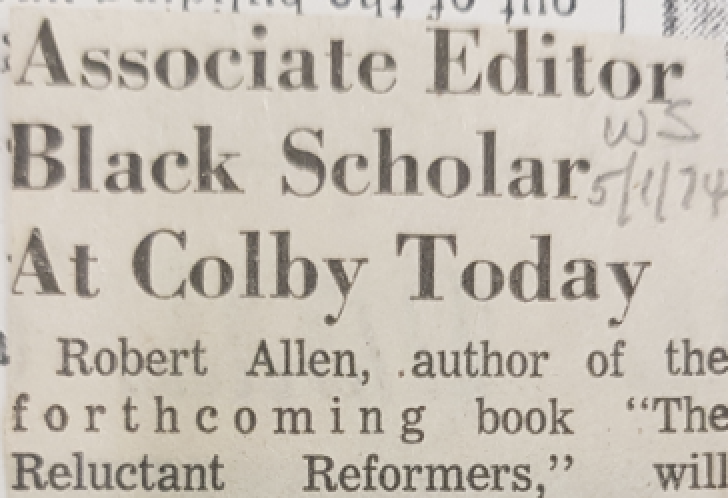 Associate Editor
Black Scholar
At Colby Today
WS
5/1/74
Robert Allen, author of the
forthcoming book “The
Reluctant Reformers,” will